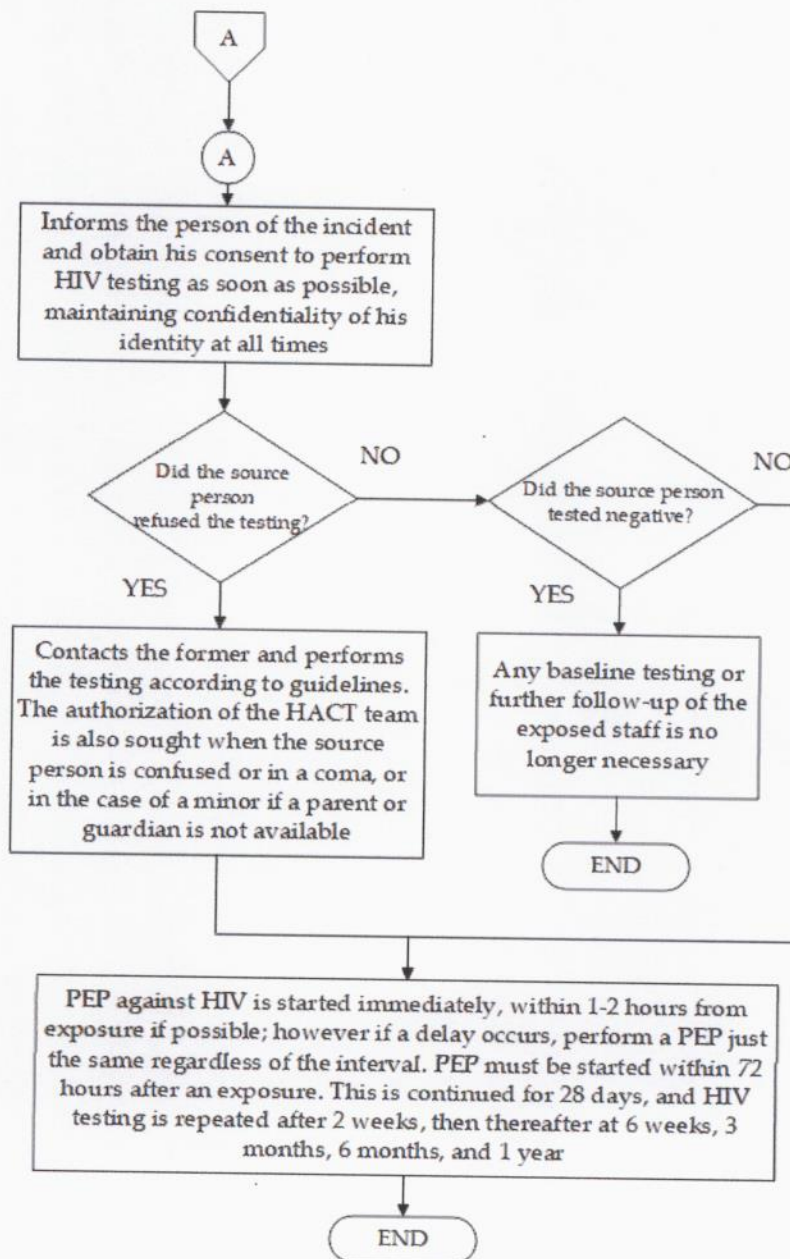 A
A
Informs the person of the incident
and obtain his consent to perform
HIV testing as soon as possible,
maintaining confidentiality of his
identity at all times
Did the source
person
refused the testing?
NO
YES
Did the source person
tested negative?
NO
YES
Contacts the former and performs
the testing according to guidelines.
The authorization of the HACT team
is also sought when the source
person is confused or in a coma, or
in the case of a minor if a parent or
guardian is not available
Any baseline testing or
further follow-up of the
exposed staff is no
longer necessary
END
PEP against HIV is started immediately, within 1-2 hours from
exposure if possible; however if a delay occurs, perform a PEP just
the same regardless of the interval. PEP must be started within 72
hours after an exposure. This is continued for 28 days, and HIV
testing is repeated after 2 weeks, then thereafter at 6 weeks, 3
months, 6 months, and 1 year
END